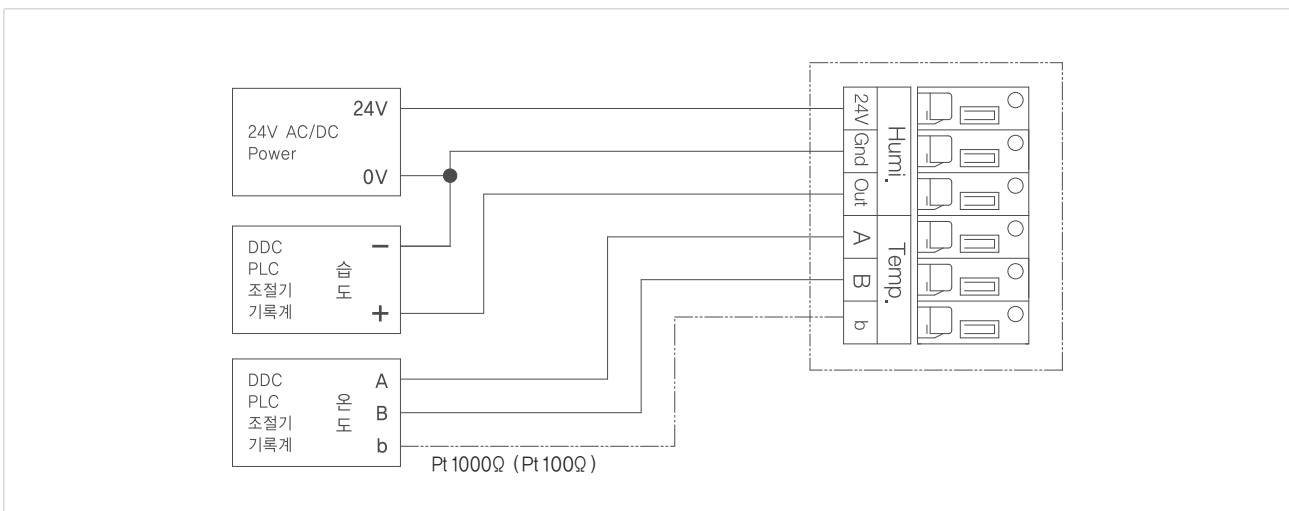 24V
24V AC/DC
Power
0V
DDC
PLC
조절기
기록계
습
도
−
+
DDC
PLC
조절기
기록계
온
도
A
B
b
Pt 1000Ω (Pt 100Ω)
24V
Gnd
Out
A
B
b
Humi.
Temp.